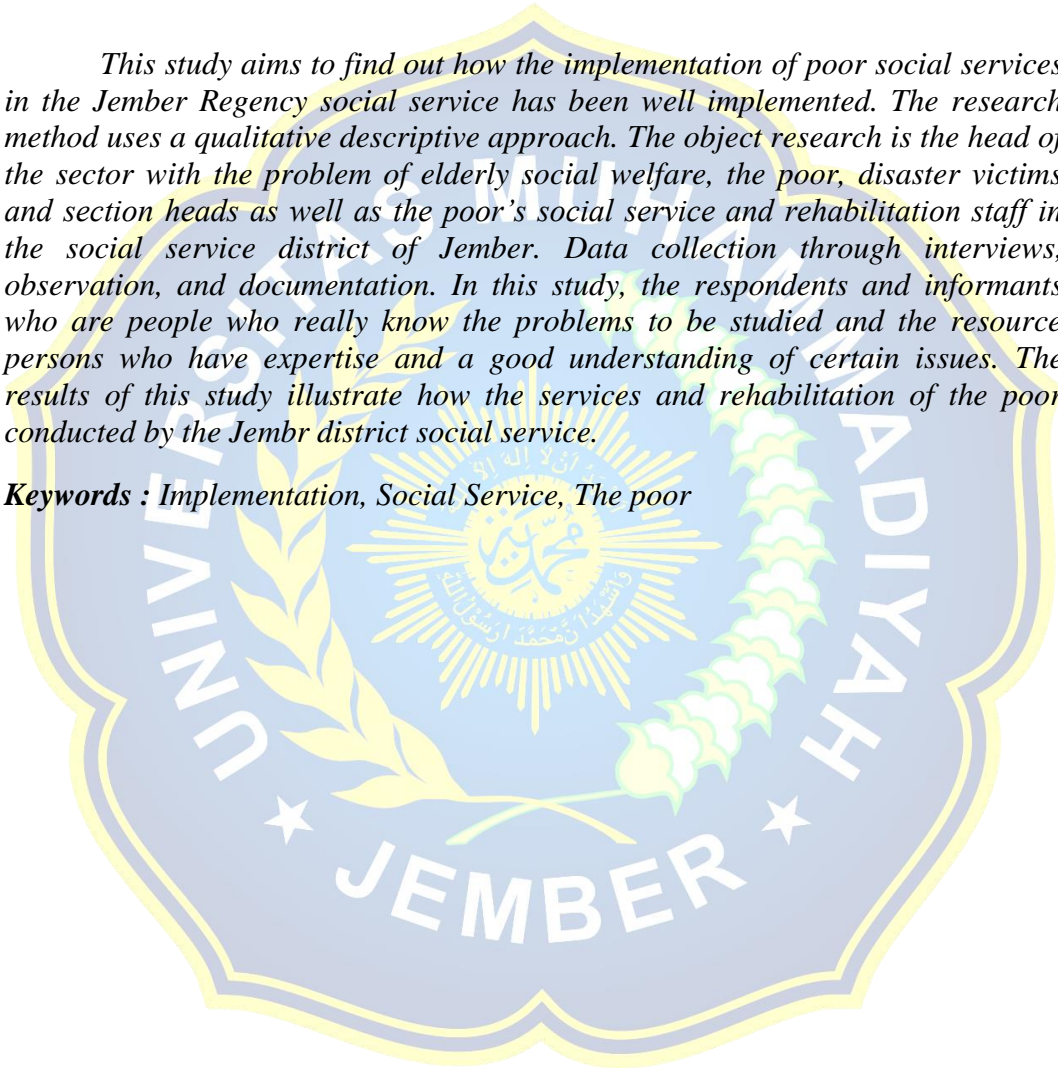 This study aims to find out how the implementation of poor social services
in the Jember Regency social service has been well implemented. The research
method uses a qualitative descriptive approach. The object research is the head of
the sector with the problem of elderly social welfare, the poor, disaster victims
and section heads as well as the poor's social service and rehabilitation staff in
the social service district of Jember. Data collection through interviews,
observation, and documentation. In this study, the respondents and informants
who are people who really know the problems to be studied and the resource
persons who have expertise and a good understanding of certain issues. The
results of this study illustrate how the services and rehabilitation of the poor
conducted by the Jembr district social service.
Keywords : Implementation, Social Service, The poor
UNIVERSITAS MUHAMMADIYAH
JEMBER